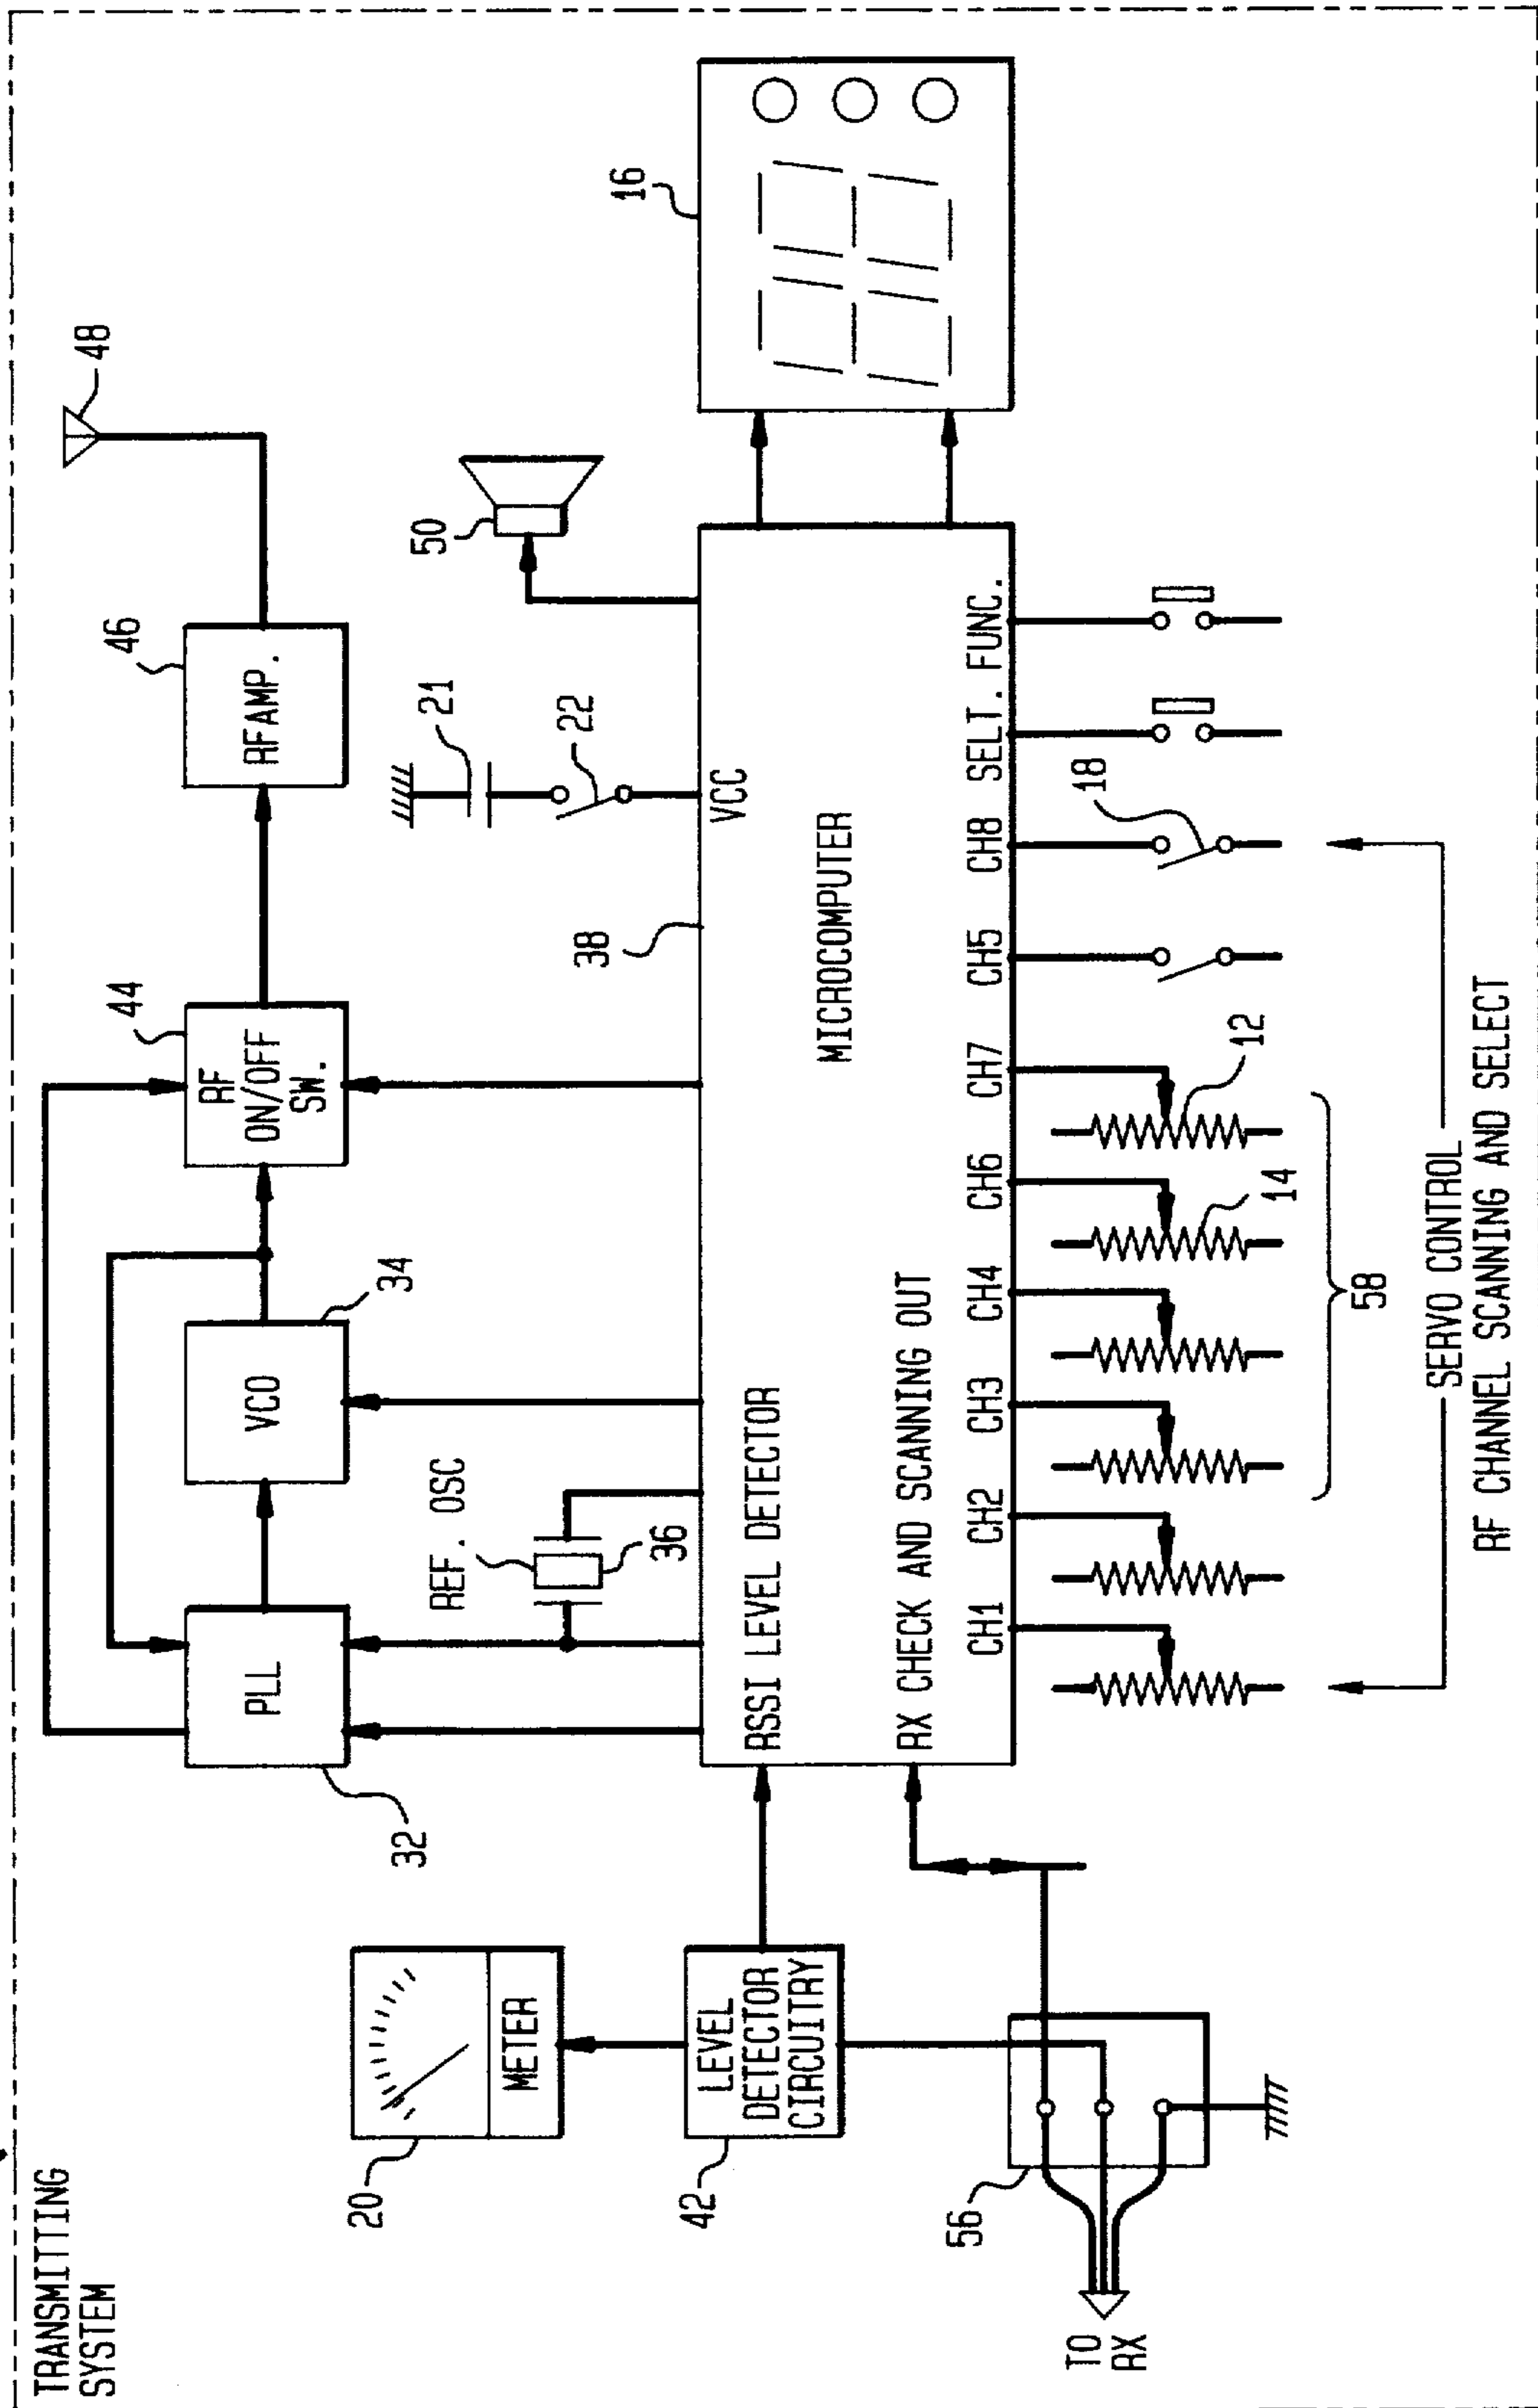 TRANSMITTING
SYSTEM
48
46
RFAMP.
44
RF
ON/OFF
SW.
34
VCO
PLL
32
REF. OSC
36
21
22
50
16
20
METER
42
LEVEL
DETECTOR
CIRCUITRY
38
VCC
RSSI LEVEL DETECTOR
MICROCOMPUTER
RX CHECK AND SCANNING OUT
CH1
CH2
CH3
CH4
CH6
CH7
CH5
CH8
SELT.
FUNC.
56
TO
RX
14
12
18
58
SERVO CONTROL
RF CHANNEL SCANNING AND SELECT